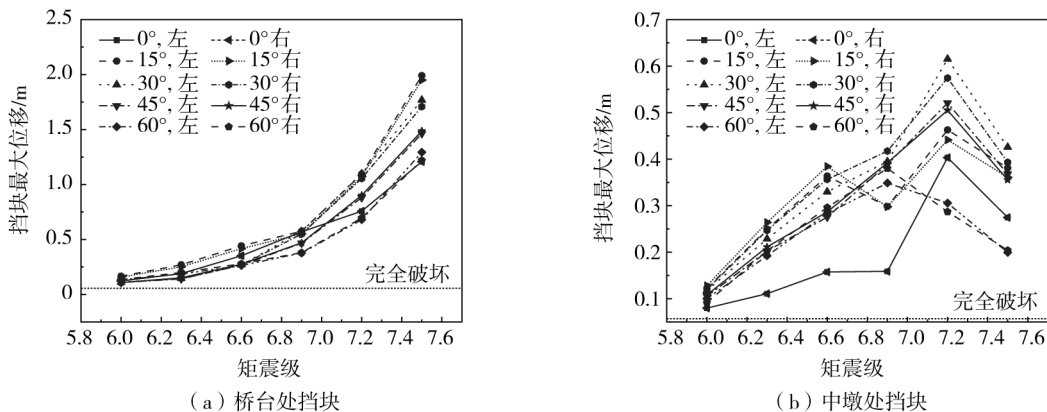 2.5
2.0
1.5
1.0
0.5
0
挡块最大位移/m
0°, 左 0°右
15°, 左 15°右
30°, 左 30°右
45°, 左 45°右
60°, 左 60°右
完全破坏
5.8 6.0 6.2 6.4 6.6 6.8 7.0 7.2 7.4 7.6
矩震级
(a) 桥台处挡块
0.7
0.6
0.5
0.4
0.3
0.2
0.1
挡块最大位移/m
0°, 左 0°, 右
15°, 左 15°, 右
30°, 左 30°, 右
45°, 左 45°, 右
60°, 左 60°, 右
完全破坏
5.8 6.0 6.2 6.4 6.6 6.8 7.0 7.2 7.4 7.6
矩震级
(b) 中墩处挡块